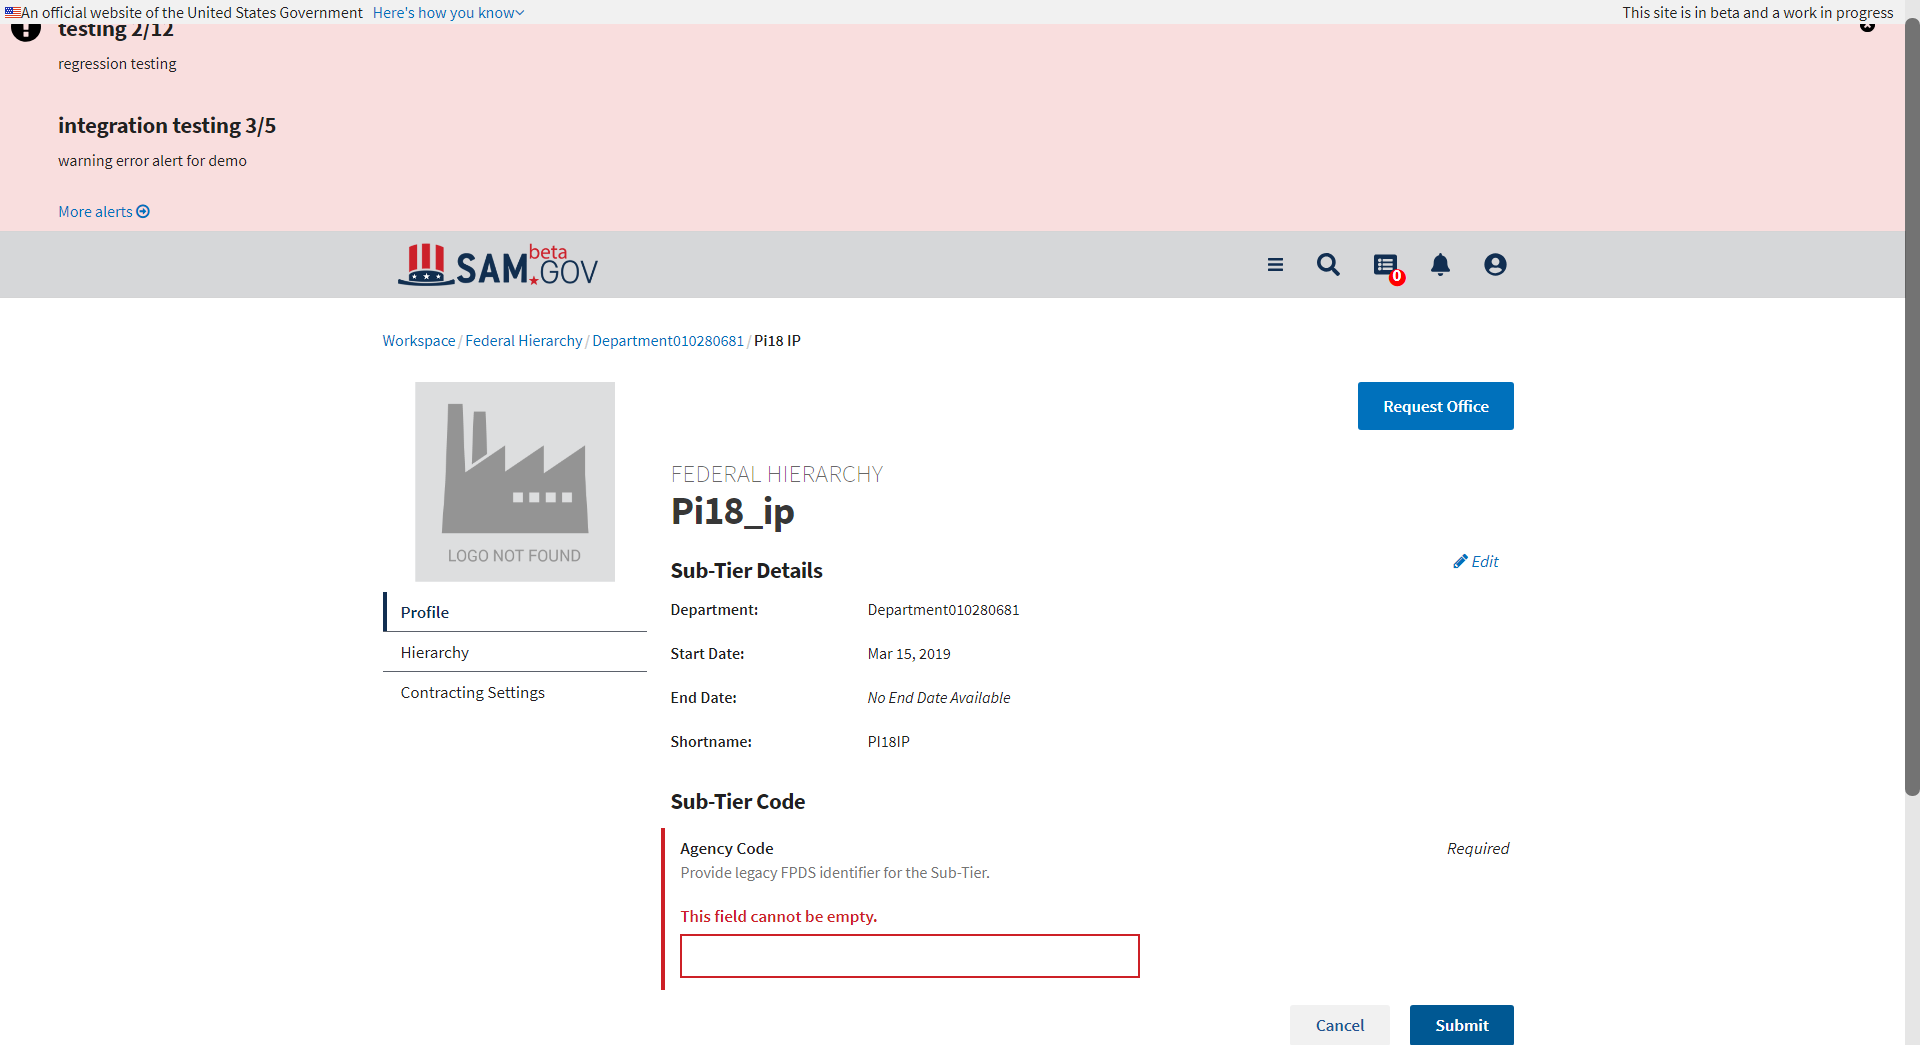 An official website of the United States Government Here's how you know
This site is in beta and a work in progress
testing 2/12
regression testing
integration testing 3/5
warning error alert for demo
More alerts
SAM.GOV beta
0
Workspace / Federal Hierarchy / Department010280681 / Pi18 IP
LOGO NOT FOUND
Request Office
FEDERAL HIERARCHY
Pi18_ip
Profile
Hierarchy
Contracting Settings
Sub-Tier Details
Edit
Department: Department010280681
Start Date: Mar 15, 2019
End Date: No End Date Available
Shortname: PI18IP
Sub-Tier Code
Agency Code Required
Provide legacy FPDS identifier for the Sub-Tier.
This field cannot be empty.
Cancel Submit